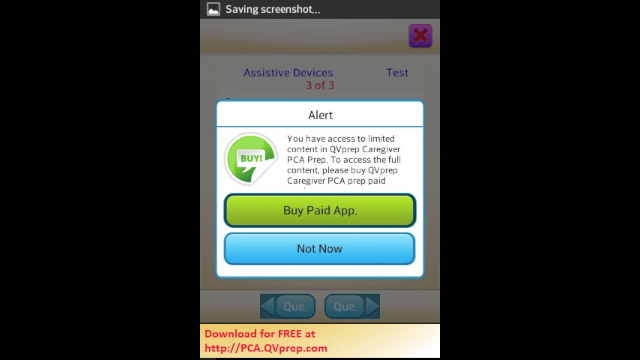 Saving screenshot...
Assistive Devices Test
3 of 3
Alert
BUY!
You have access to limited
content in QVprep Caregiver
PCA Prep. To access the full
content, please buy QVprep
Caregiver PCA prep paid
Buy Paid App.
Not Now
Que. Que.
Download for FREE at
http://PCA.QVprep.com